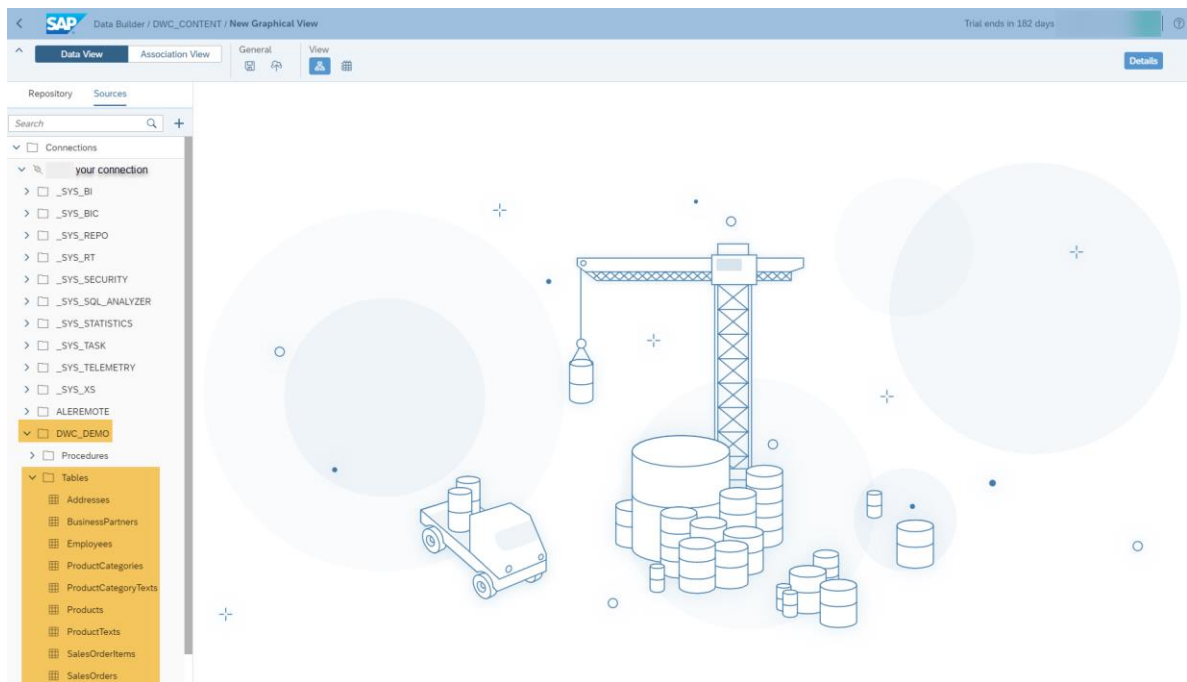 SAP Data Builder / DWC_CONTENT / New Graphical View
Trial ends in 182 days
Data View Association View General View
Details
Repository Sources
Search
Connections
your connection
_SYS_BI
_SYS_BIC
_SYS_REPO
_SYS_RT
_SYS_SECURITY
_SYS_SQL_ANALYZER
_SYS_STATISTICS
_SYS_TASK
_SYS_TELEMETRY
_SYS_XS
ALEREMOTE
DWC_DEMO
Procedures
Tables
Addresses
BusinessPartners
Employees
ProductCategories
ProductCategoryTexts
Products
ProductTexts
SalesOrderItems
SalesOrders